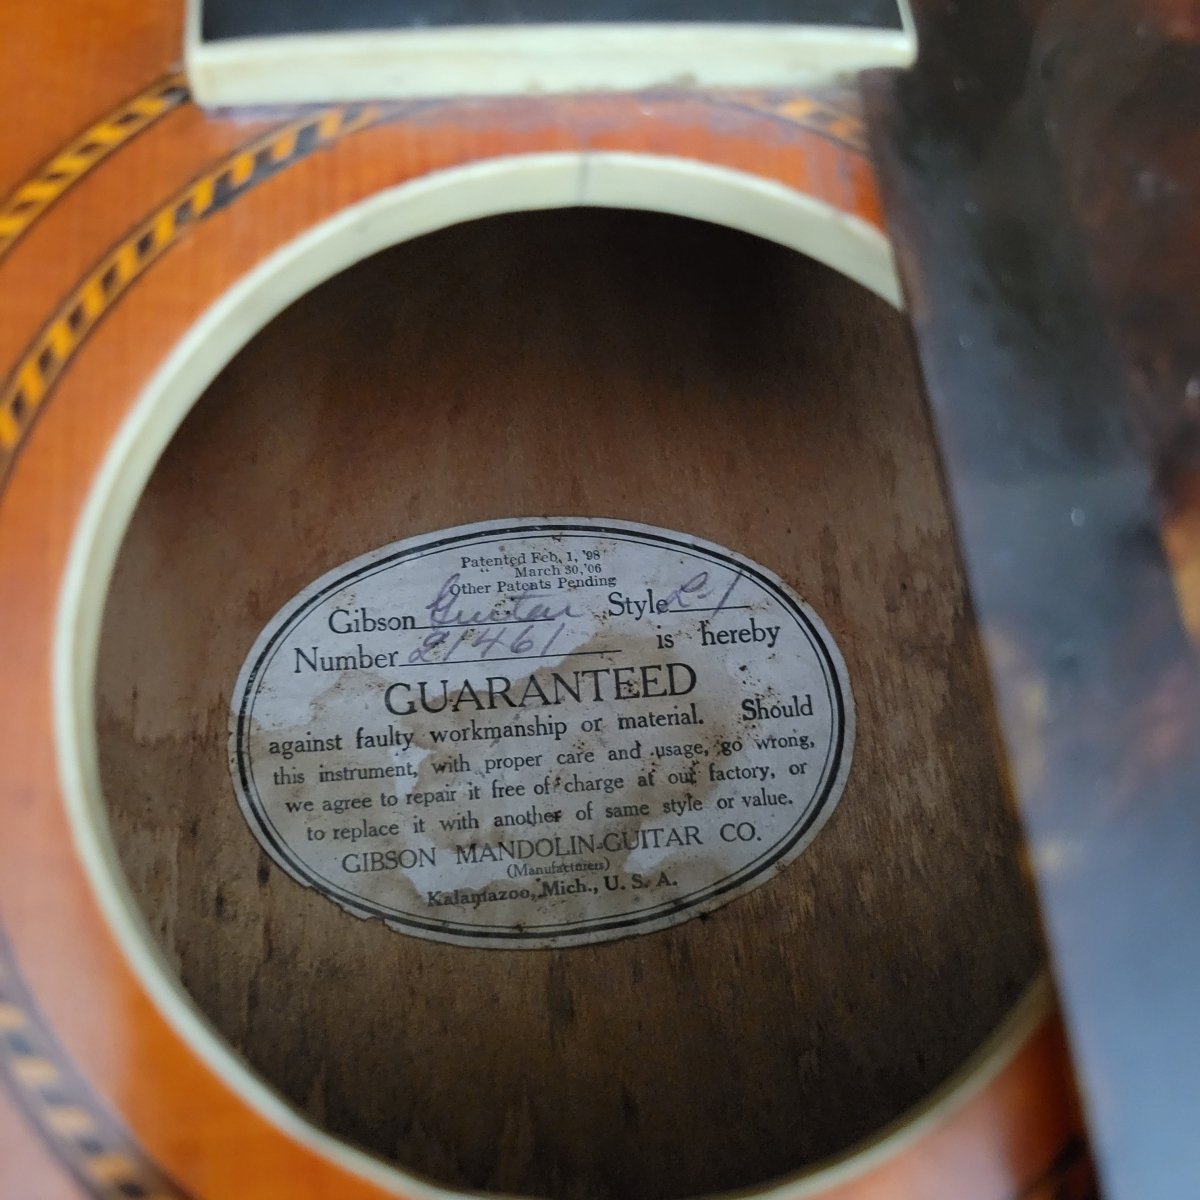 Patented Feb. 1, '98
" March 30, '06
Other Patents Pending
Gibson Guitar Style L-1
Number 21461 is hereby
GUARANTEED
against faulty workmanship or material. Should
this instrument, with proper care and usage, go wrong,
we agree to repair it free of charge at our factory, or
to replace it with another of same style or value.
GIBSON MANDOLIN-GUITAR CO.
(Manufacturers)
Kalamazoo, Mich., U. S. A.